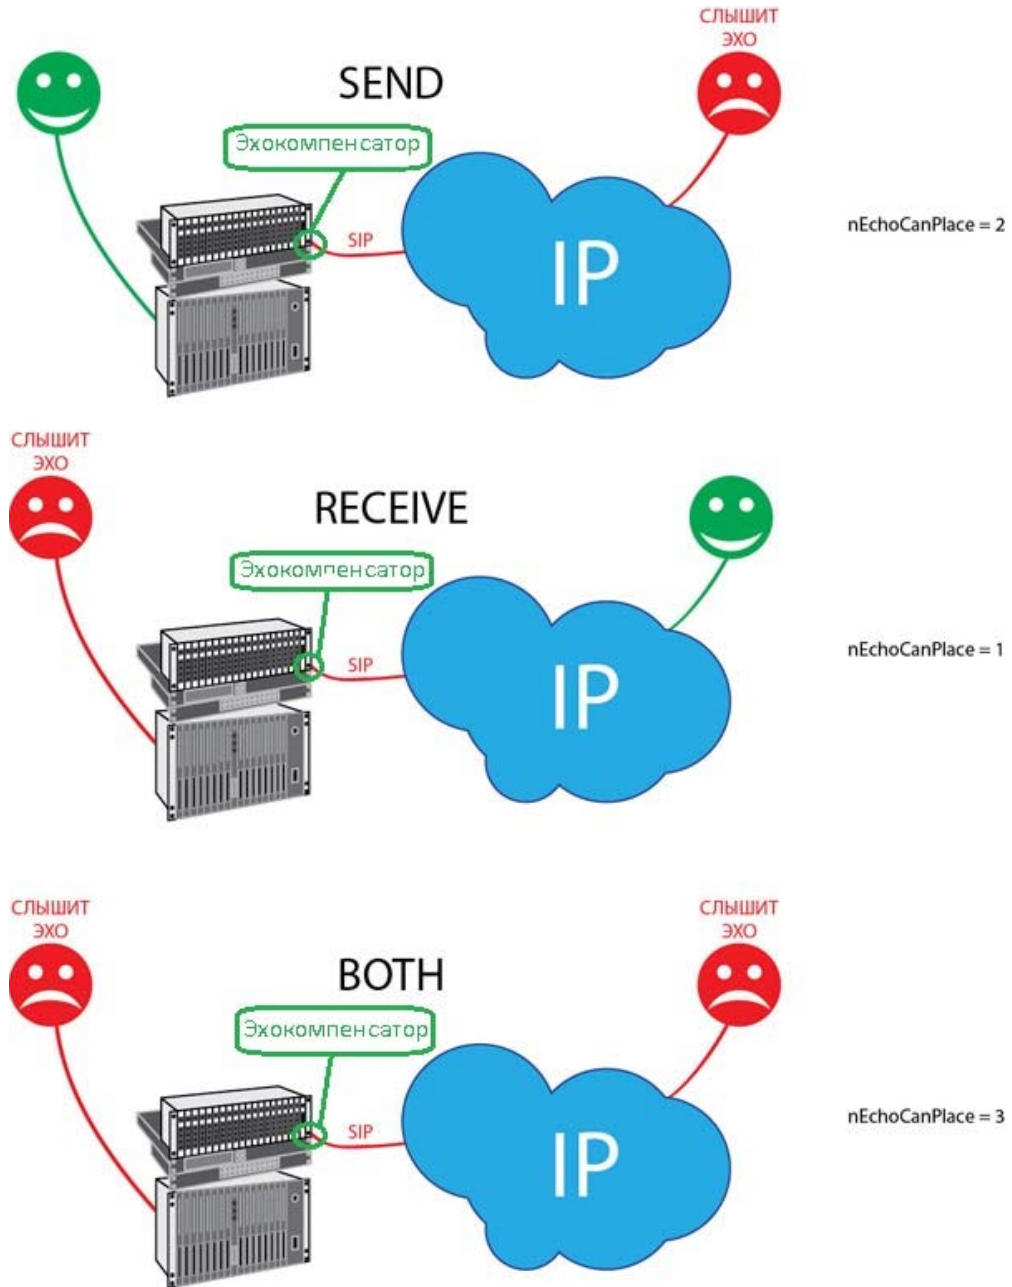 СЛЫШИТ
ЭХО
SEND
Эхокомпенсатор
SIP
IP
nEchoCanPlace = 2
СЛЫШИТ
ЭХО
RECEIVE
Эхокомпенсатор
SIP
IP
nEchoCanPlace = 1
СЛЫШИТ
ЭХО
СЛЫШИТ
ЭХО
BOTH
Эхокомпенсатор
SIP
IP
nEchoCanPlace = 3